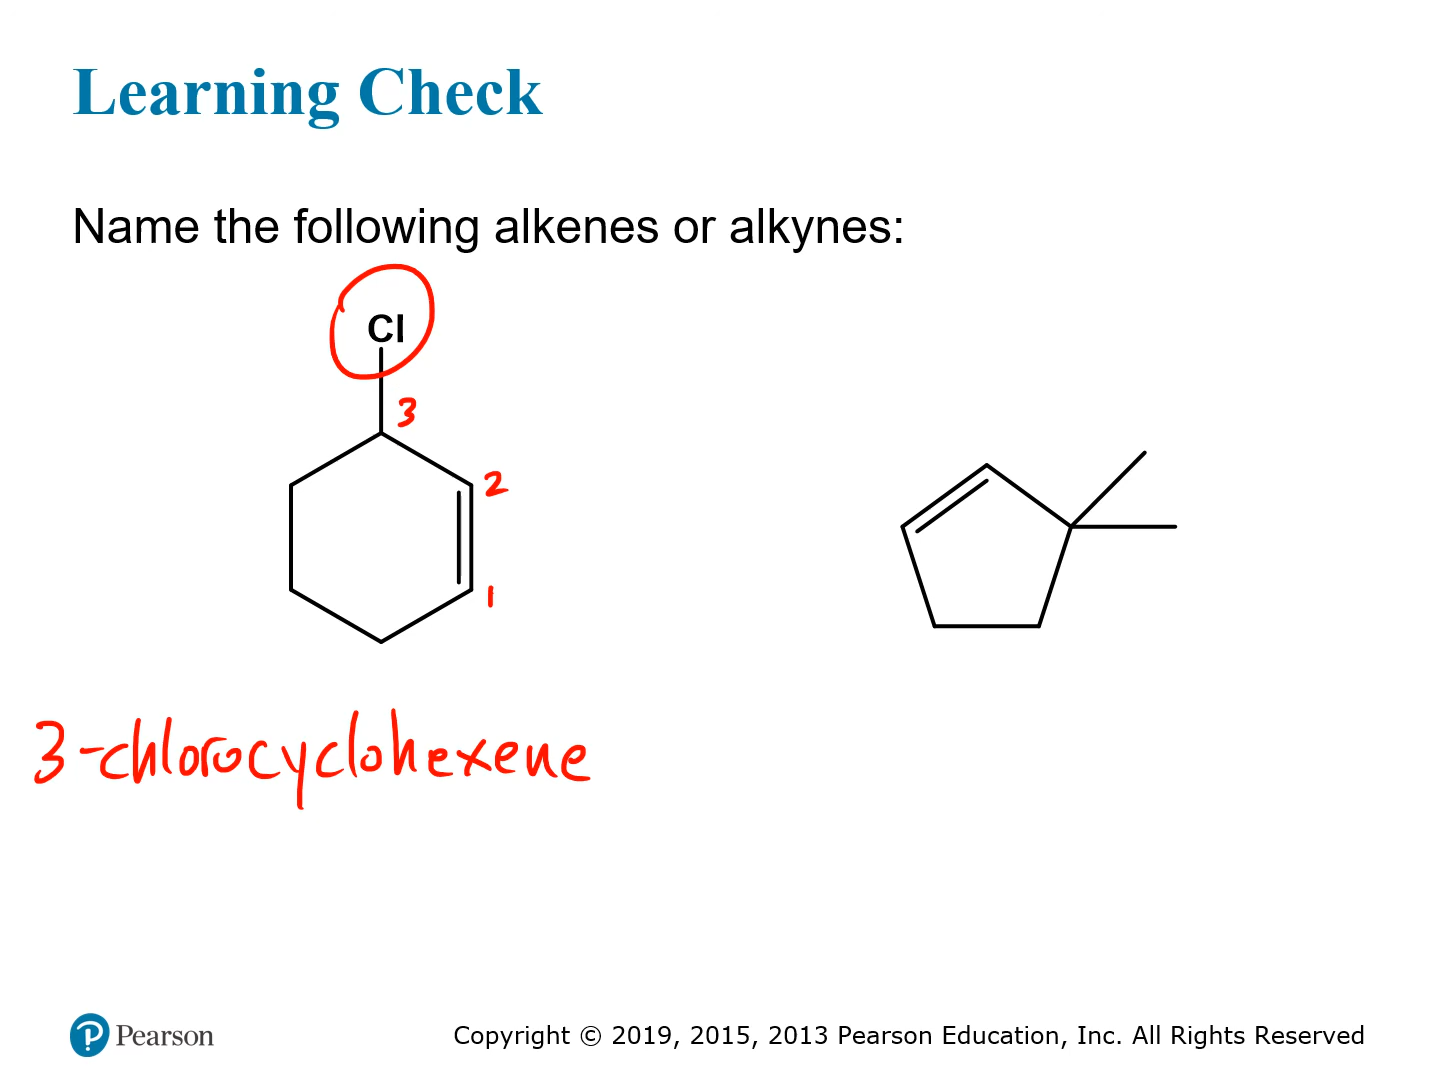 Learning Check
Name the following alkenes or alkynes:
Cl
3
2
1
3-chlorocyclohexene
Pearson
Copyright © 2019, 2015, 2013 Pearson Education, Inc. All Rights Reserved